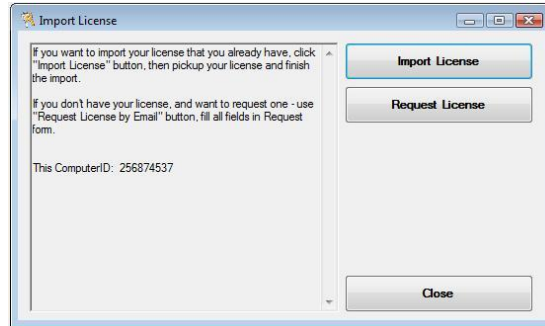 Import License
If you want to import your license that you already have, click
"Import License" button, then pickup your license and finish
the import.
If you don't have your license, and want to request one - use
"Request License by Email" button, fill all fields in Request
form.
This ComputerID: 256874537
Import License
Request License
Close